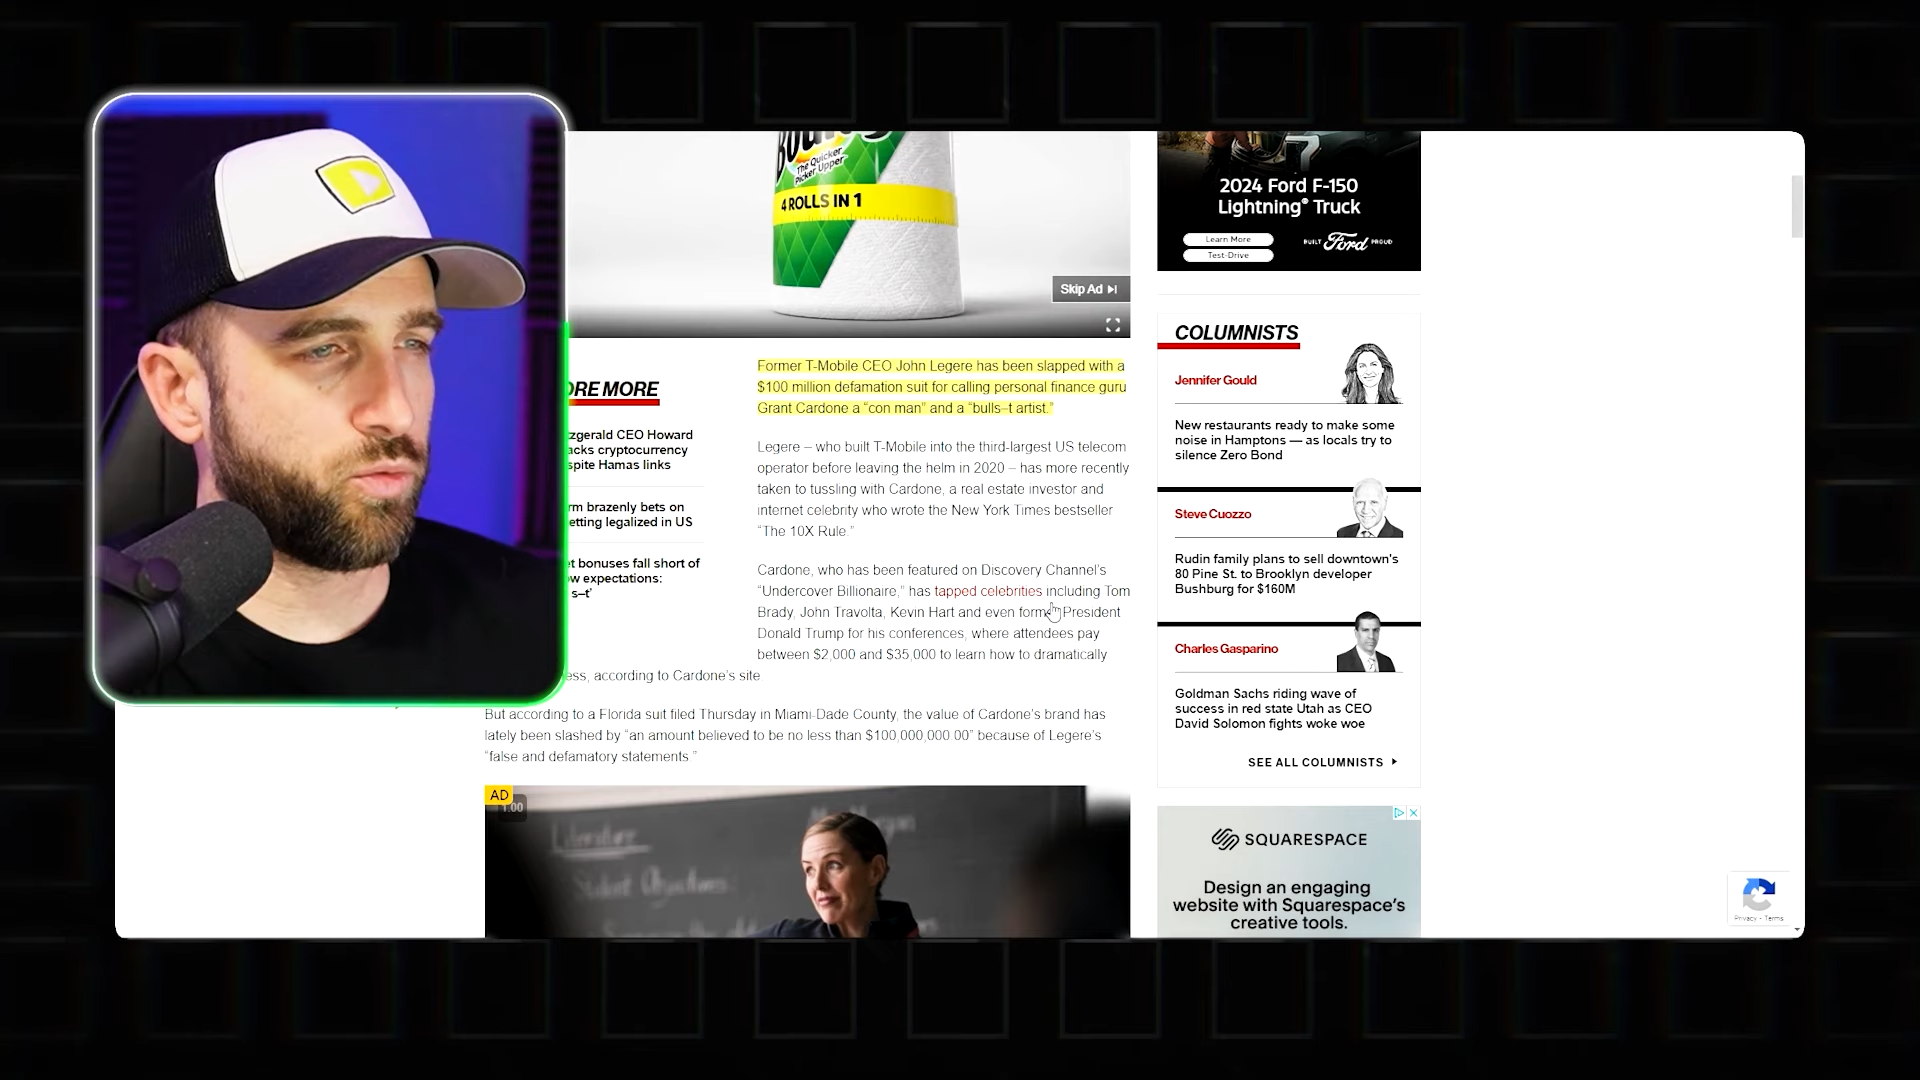 The Quicker
Picker Upper
4 ROLLS IN 1
Skip Ad
2024 Ford F-150
Lightning® Truck
Learn More
Test-Drive
BUILT Ford PROUD
ORE MORE
zgerald CEO Howard
acks cryptocurrency
spite Hamas links
rm brazenly bets on
etting legalized in US
et bonuses fall short of
ow expectations:
s–t'
Former T-Mobile CEO John Legere has been slapped with a
$100 million defamation suit for calling personal finance guru
Grant Cardone a “con man” and a “bulls–t artist.”
Legere – who built T-Mobile into the third-largest US telecom
operator before leaving the helm in 2020 – has more recently
taken to tussling with Cardone, a real estate investor and
internet celebrity who wrote the New York Times bestseller
“The 10X Rule.”
Cardone, who has been featured on Discovery Channel’s
“Undercover Billionaire,” has tapped celebrities including Tom
Brady, John Travolta, Kevin Hart and even form President
Donald Trump for his conferences, where attendees pay
between $2,000 and $35,000 to learn how to dramatically
ess, according to Cardone’s site
But according to a Florida suit filed Thursday in Miami-Dade County, the value of Cardone’s brand has
lately been slashed by “an amount believed to be no less than $100,000,000.00” because of Legere’s
“false and defamatory statements.”
AD
1:00
Literature
Student Objectives:
COLUMNISTS
Jennifer Gould
New restaurants ready to make some
noise in Hamptons — as locals try to
silence Zero Bond
Steve Cuozzo
Rudin family plans to sell downtown's
80 Pine St. to Brooklyn developer
Bushburg for $160M
Charles Gasparino
Goldman Sachs riding wave of
success in red state Utah as CEO
David Solomon fights woke woe
SEE ALL COLUMNISTS
SQUARESPACE
Design an engaging
website with Squarespace's
creative tools.
Privacy - Terms